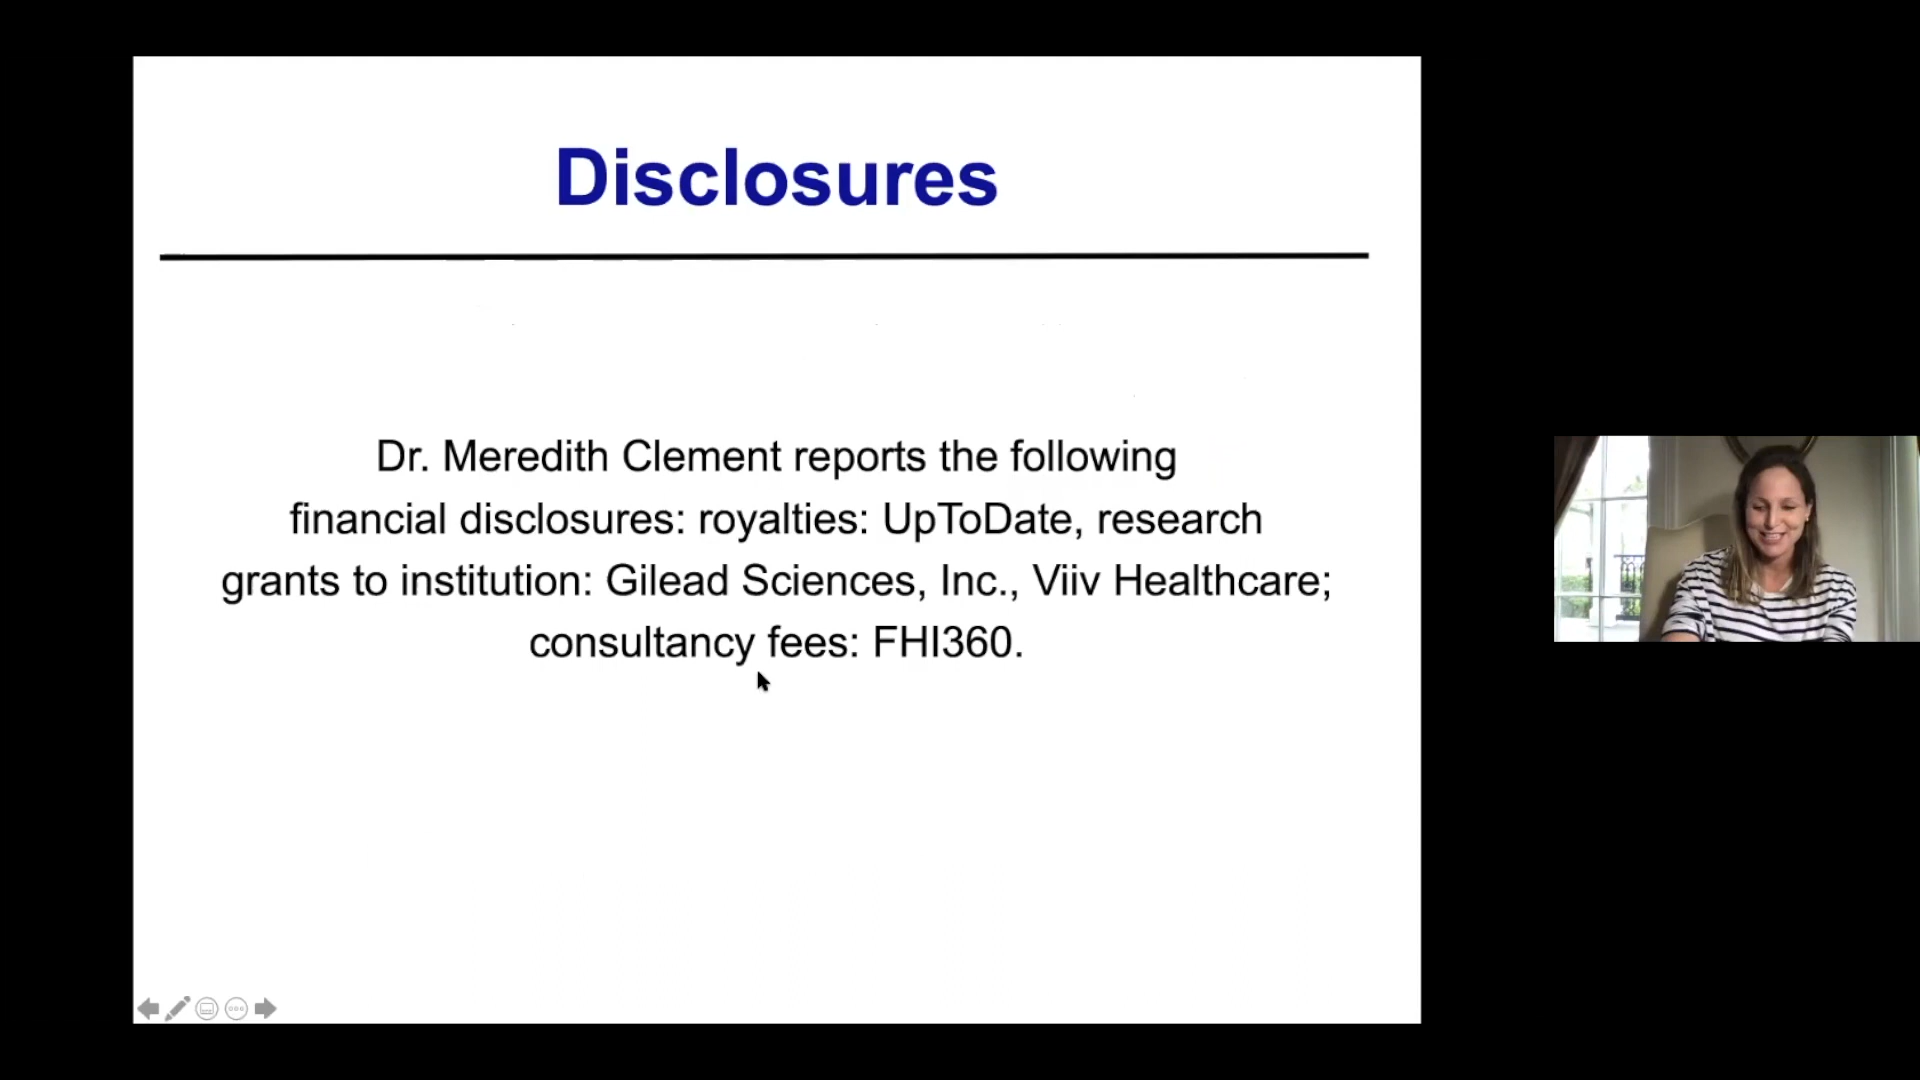 Disclosures
Dr. Meredith Clement reports the following
financial disclosures: royalties: UpToDate, research
grants to institution: Gilead Sciences, Inc., Viiv Healthcare;
consultancy fees: FHI360.